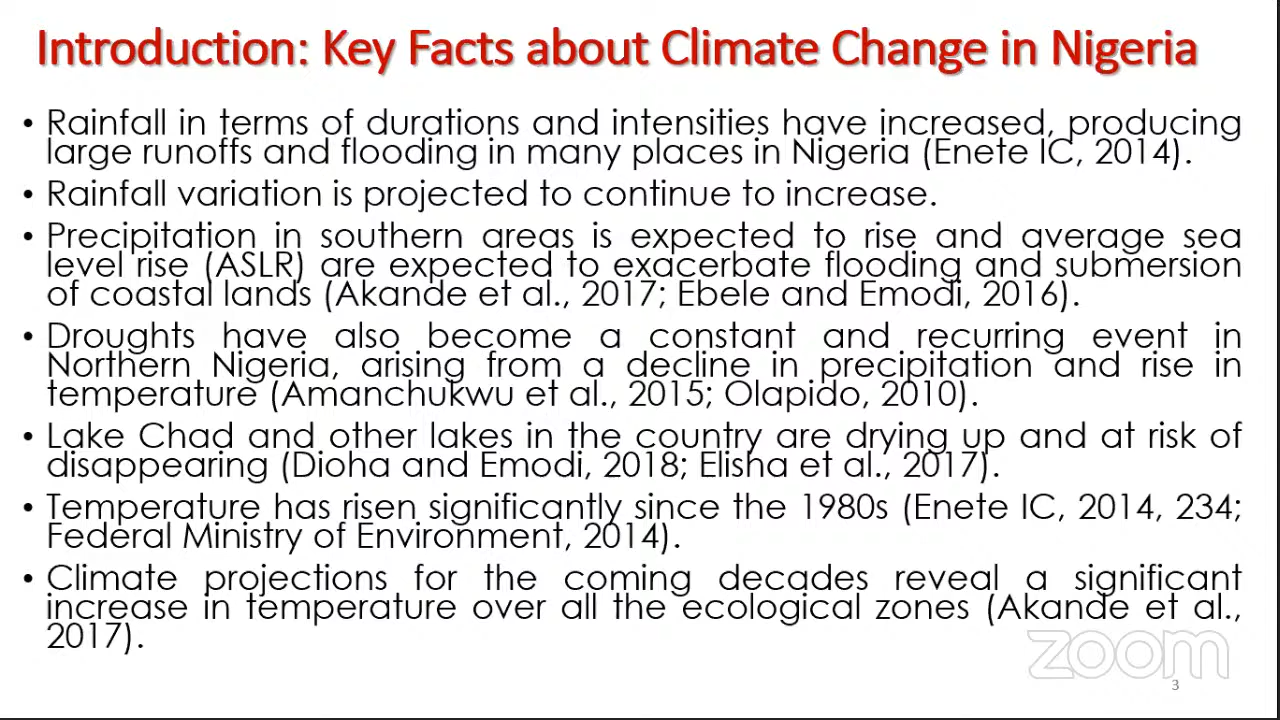 Introduction: Key Facts about Climate Change in Nigeria
• Rainfall in terms of durations and intensities have increased, producing
large runoffs and flooding in many places in Nigeria (Enete IC, 2014).
• Rainfall variation is projected to continue to increase.
• Precipitation in southern areas is expected to rise and average sea
level rise (ASLR) are expected to exacerbate flooding and submersion
of coastal lands (Akande et al., 2017; Ebele and Emodi, 2016).
• Droughts have also become a constant and recurring event in
Northern Nigeria, arising from a decline in precipitation and rise in
temperature (Amanchukwu et al., 2015; Olapido, 2010).
• Lake Chad and other lakes in the country are drying up and at risk of
disappearing (Dioha and Emodi, 2018; Elisha et al., 2017).
• Temperature has risen significantly since the 1980s (Enete IC, 2014, 234;
Federal Ministry of Environment, 2014).
• Climate projections for the coming decades reveal a significant
increase in temperature over all the ecological zones (Akande et al.,
2017).
zoom
3